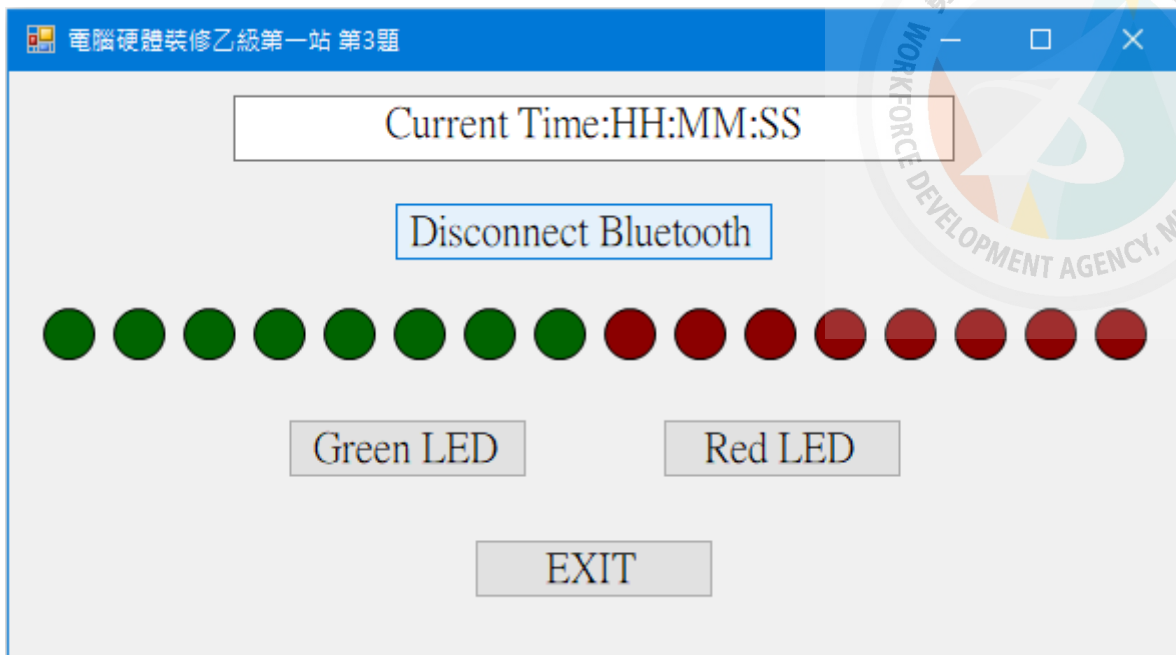 電腦硬體裝修乙級第一站 第3題
Current Time:HH:MM:SS
Disconnect Bluetooth
Green LED
Red LED
EXIT
WORKFORCE DEVELOPMENT AGENCY,